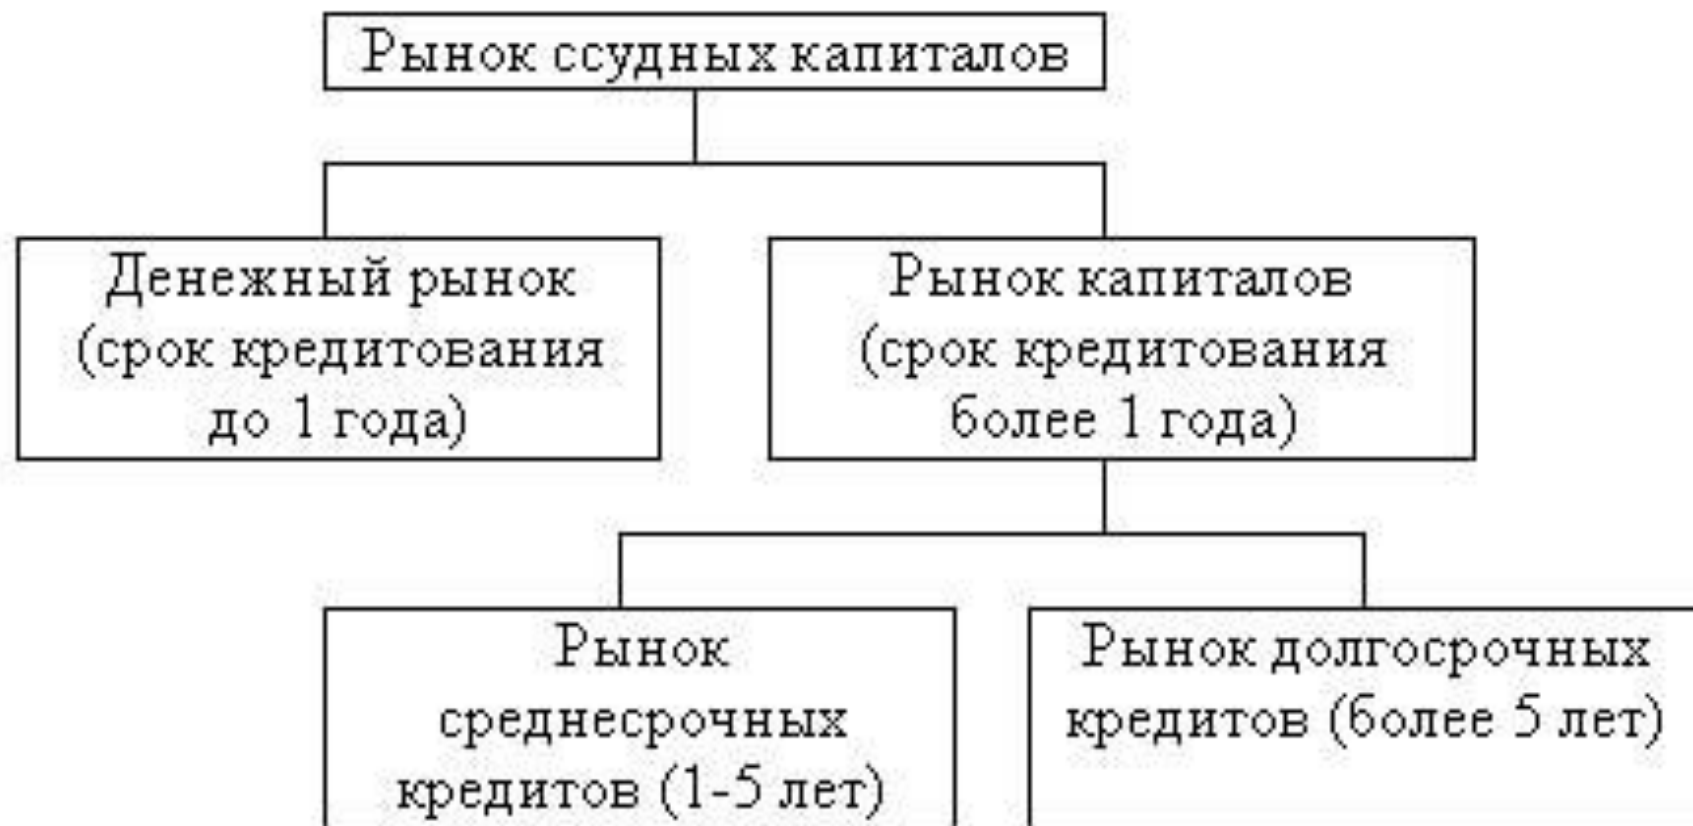 Рынок ссудных капиталов
Денежный рынок
(срок кредитования
до 1 года)
Рынок капиталов
(срок кредитования
более 1 года)
Рынок
среднесрочных
кредитов (1-5 лет)
Рынок долгосрочных
кредитов (более 5 лет)